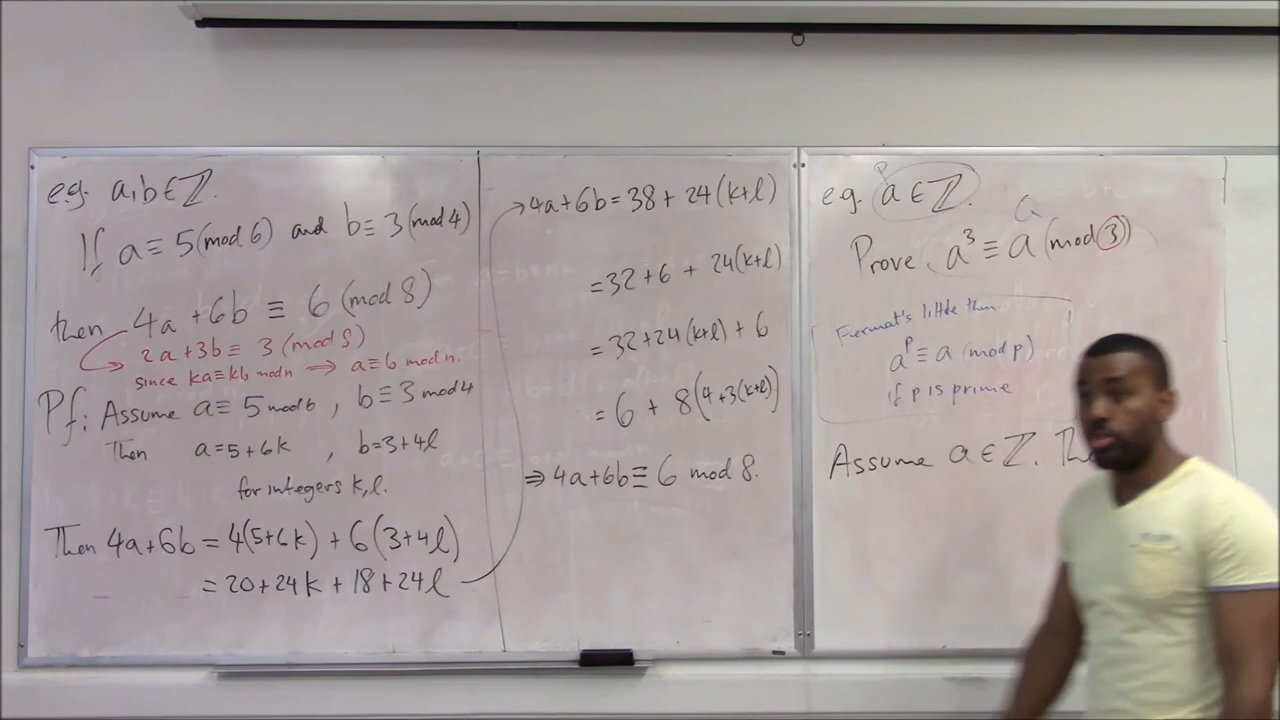 e.g. a,b ∈ ℤ.
If a ≡ 5 (mod 6) and b ≡ 3 (mod 4)
then 4a + 6b ≡ 6 (mod 8)
2a + 3b ≡ 3 (mod 8)
since ka ≡ kb mod n ⟹ a ≡ b mod n.
Pf: Assume a ≡ 5 mod 6, b ≡ 3 mod 4
Then a = 5 + 6k, b = 3 + 4l
for integers k, l.
Then 4a + 6b = 4(5 + 6k) + 6(3 + 4l)
= 20 + 24k + 18 + 24l
4a + 6b = 38 + 24(k+l)
= 32 + 6 + 24(k+l)
= 32 + 24(k+l) + 6
= 6 + 8(4 + 3(k+l))
⇒ 4a + 6b ≡ 6 mod 8.
e.g. a ∈ ℤ.
Prove a³ ≡ a (mod 3)
Fermat's little thm
aᵖ ≡ a (mod p)
if p is prime
Assume a ∈ ℤ.